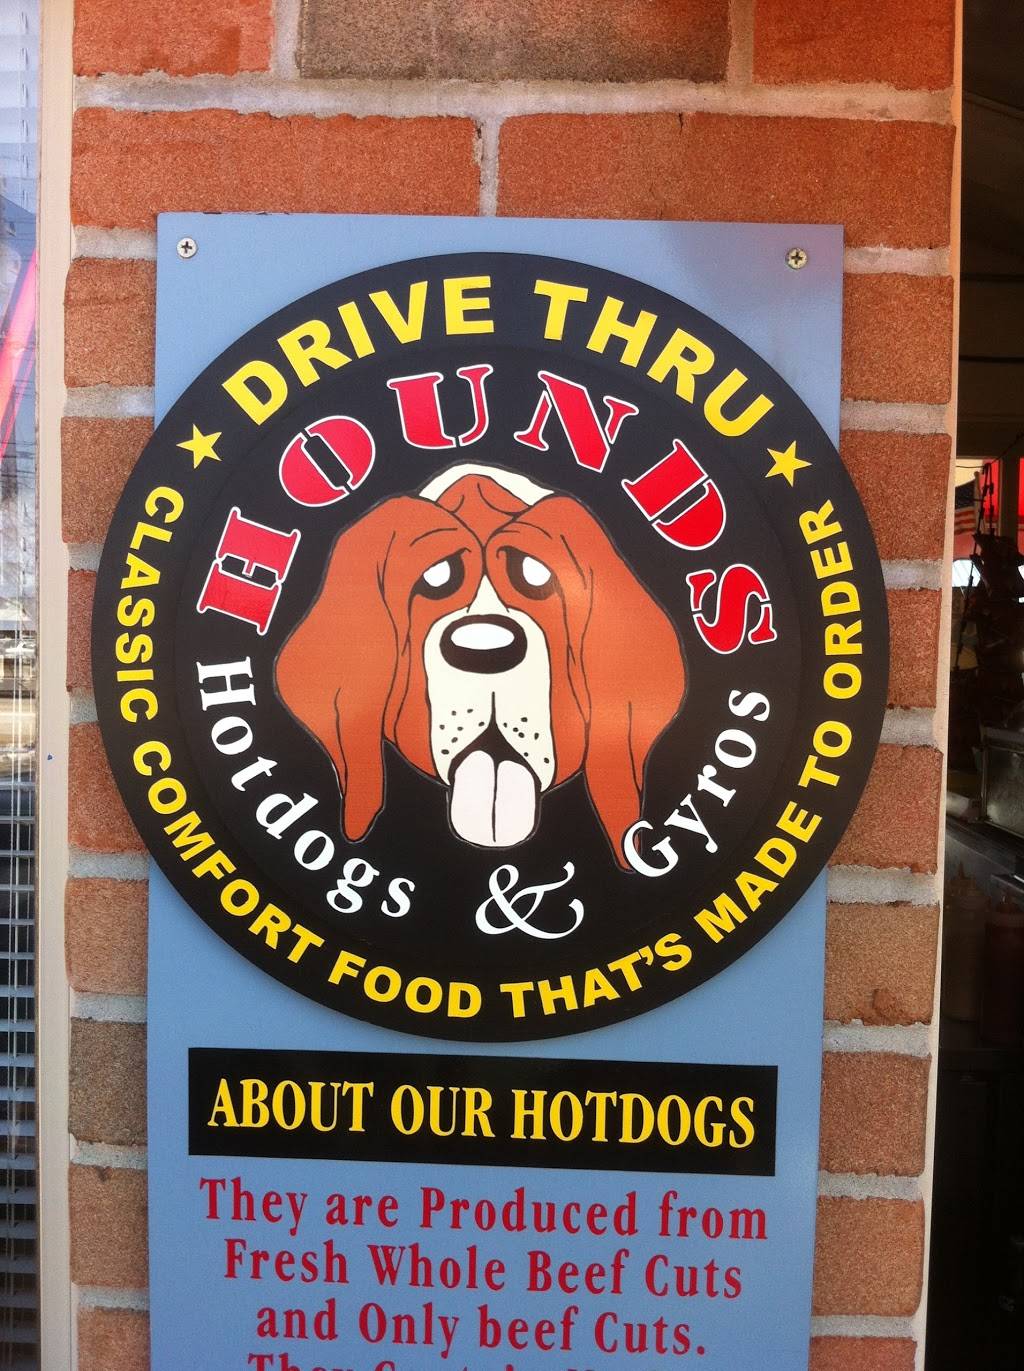 DRIVE THRU
HOUNDS
Hotdogs & Gyros
CLASSIC COMFORT FOOD THAT'S MADE TO ORDER
ABOUT OUR HOTDOGS
They are Produced from
Fresh Whole Beef Cuts
and Only beef Cuts.
They